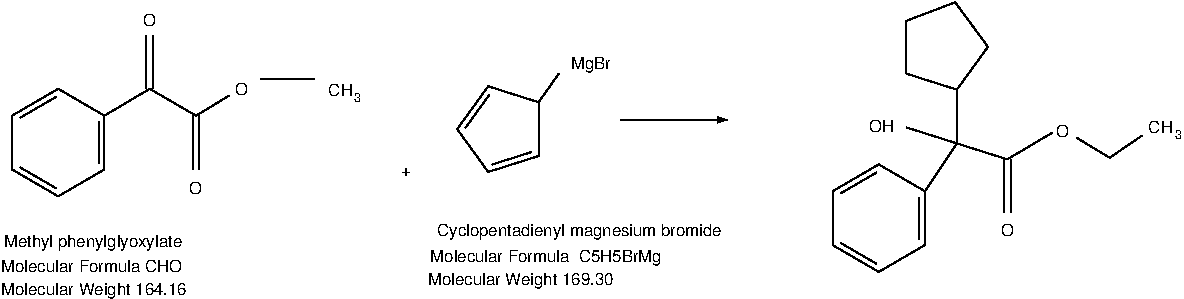 O
O
CH3
O
+
Methyl phenylglyoxylate
Molecular Formula CHO
Molecular Weight 164.16
MgBr
Cyclopentadienyl magnesium bromide
Molecular Formula C5H5BrMg
Molecular Weight 169.30
OH
O
CH3
O